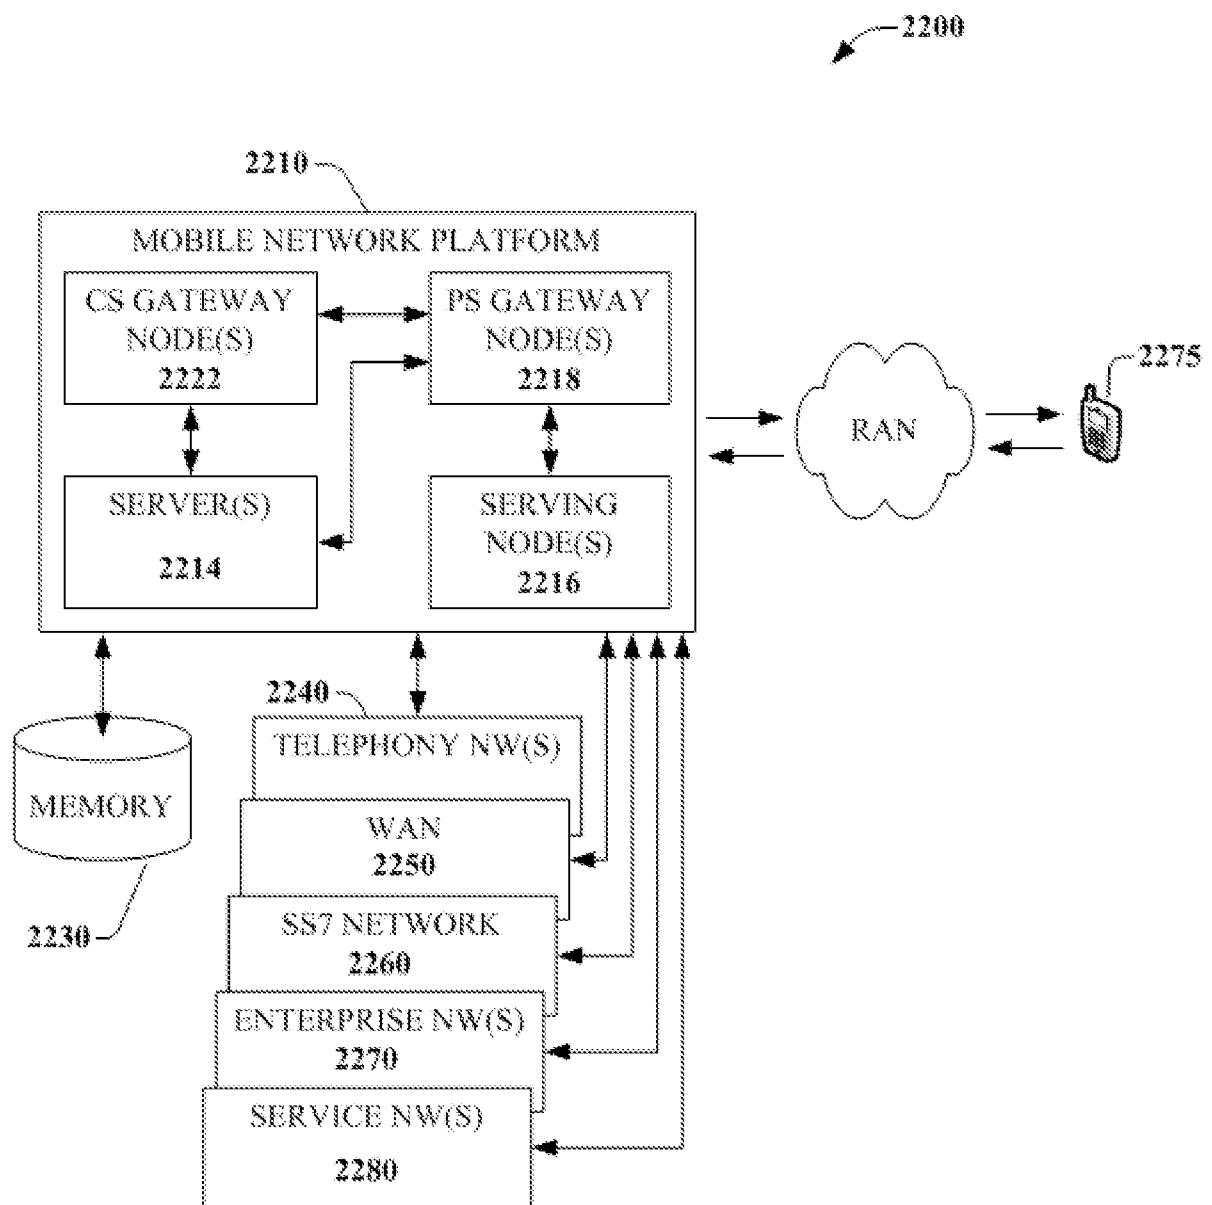 2200
2210
MOBILE NETWORK PLATFORM
CS GATEWAY
NODE(S)
2222
PS GATEWAY
NODE(S)
2218
SERVER(S)
2214
SERVING
NODE(S)
2216
RAN
2275
2240
TELEPHONY NW(S)
MEMORY
2230
WAN
2250
SS7 NETWORK
2260
ENTERPRISE NW(S)
2270
SERVICE NW(S)
2280